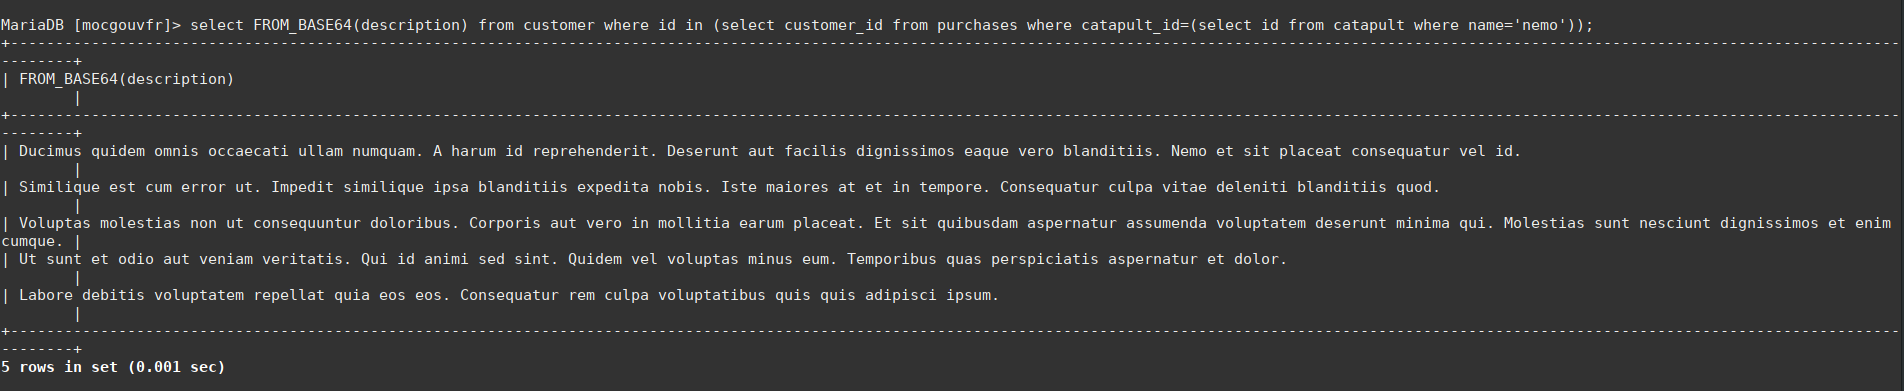 MariaDB [mocgouvfr]> select FROM_BASE64(description) from customer where id in (select customer_id from purchases where catapult_id=(select id from catapult where name='nemo'));
| FROM_BASE64(description)
|
| Ducimus quidem omnis occaecati ullam numquam. A harum id reprehenderit. Deserunt aut facilis dignissimos eaque vero blanditiis. Nemo et sit placeat consequatur vel id.
|
| Similique est cum error ut. Impedit similique ipsa blanditiis expedita nobis. Iste maiores at et in tempore. Consequatur culpa vitae deleniti blanditiis quod.
|
| Voluptas molestias non ut consequuntur doloribus. Corporis aut vero in mollitia earum placeat. Et sit quibusdam aspernatur assumenda voluptatem deserunt minima qui. Molestias sunt nesciunt dignissimos et enim
cumque. |
| Ut sunt et odio aut veniam veritatis. Qui id animi sed sint. Quidem vel voluptas minus eum. Temporibus quas perspiciatis aspernatur et dolor.
|
| Labore debitis voluptatem repellat quia eos eos. Consequatur rem culpa voluptatibus quis quis adipisci ipsum.
|
5 rows in set (0.001 sec)